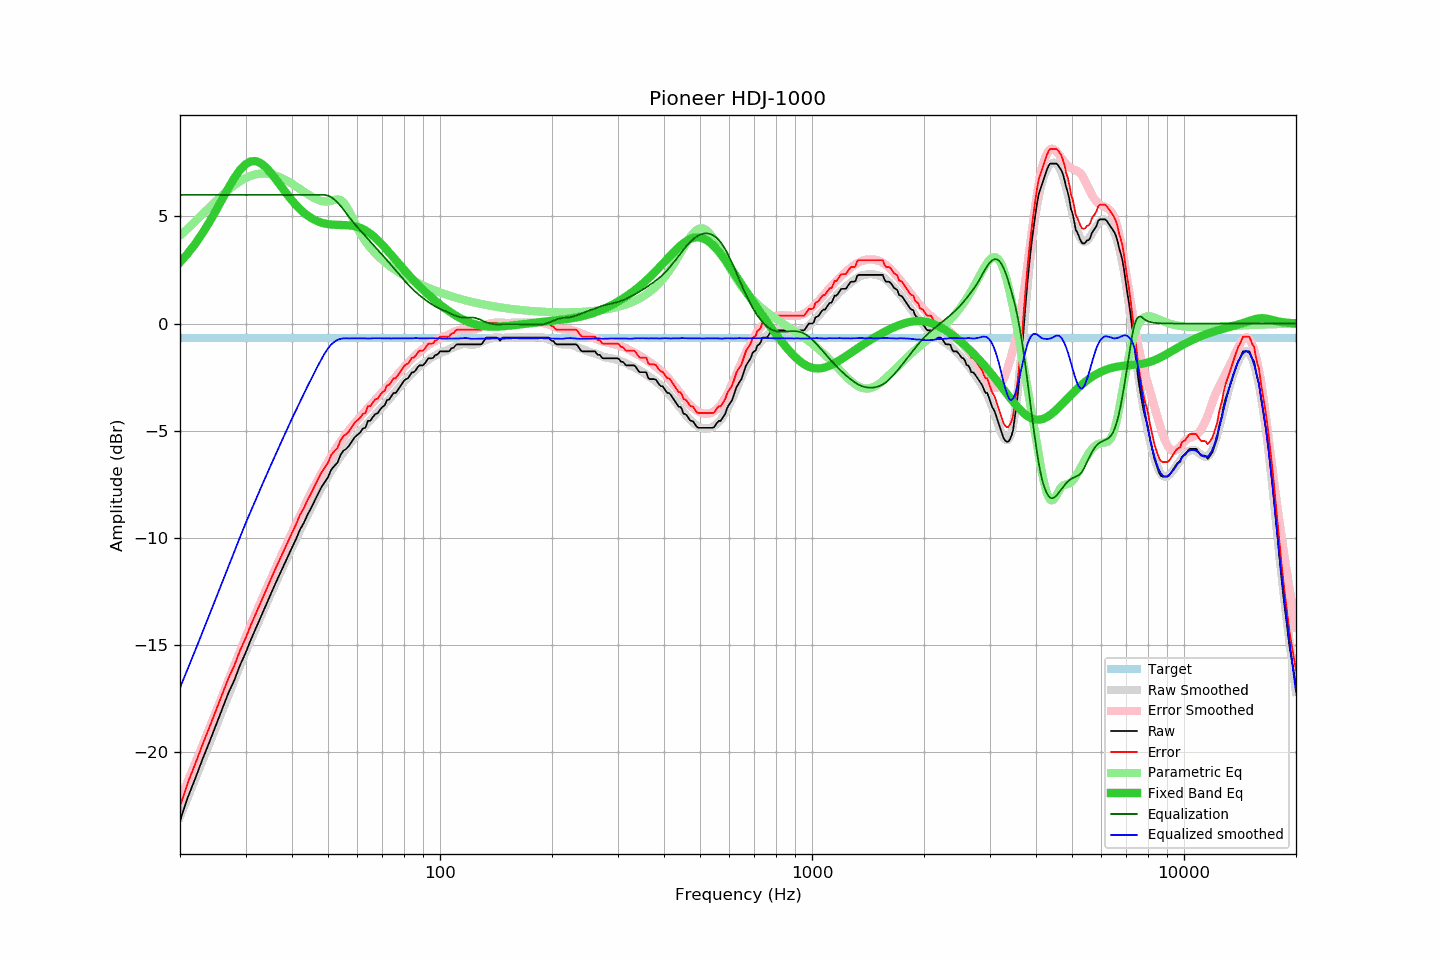 Pioneer HDJ-1000
Amplitude (dBr)
5
0
−5
−10
−15
−20
100
1000
10000
Frequency (Hz)
Target
Raw Smoothed
Error Smoothed
Raw
Error
Parametric Eq
Fixed Band Eq
Equalization
Equalized smoothed